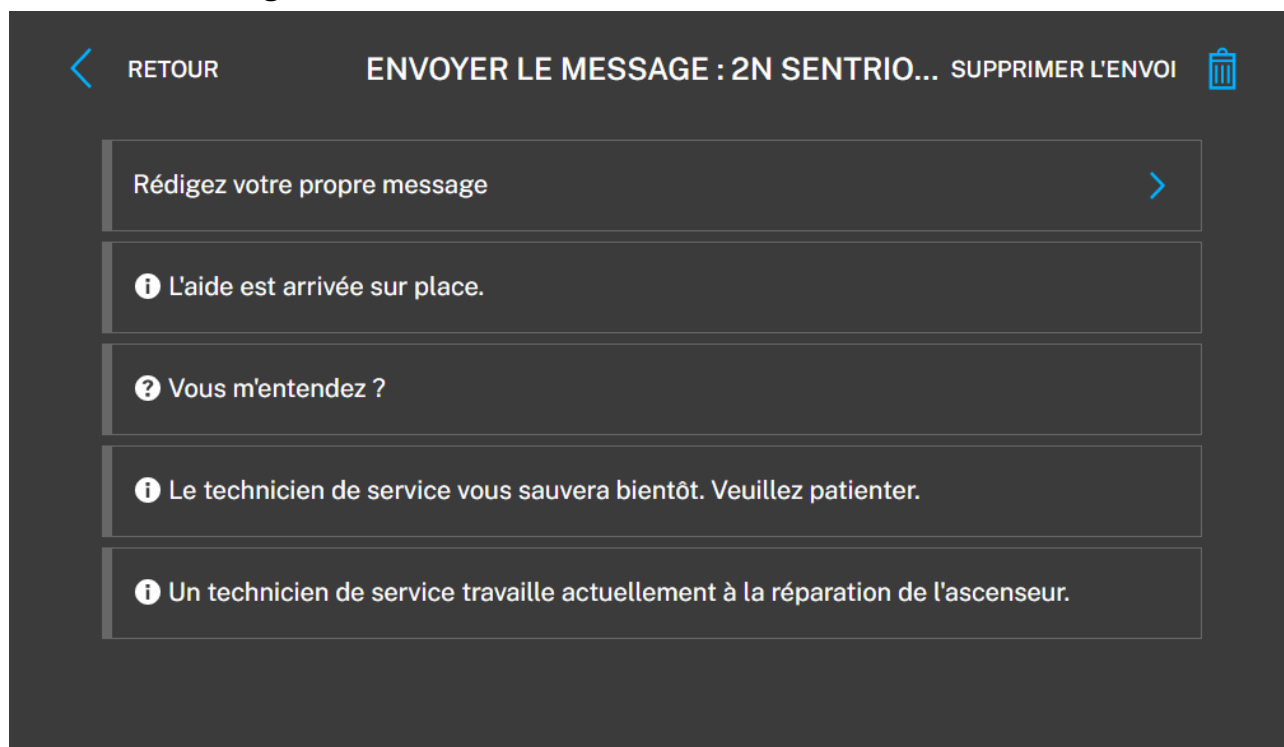 RETOUR ENVOYER LE MESSAGE : 2N SENTRIO... SUPPRIMER L'ENVOI
Rédigez votre propre message
L'aide est arrivée sur place.
Vous m'entendez ?
Le technicien de service vous sauvera bientôt. Veuillez patienter.
Un technicien de service travaille actuellement à la réparation de l'ascenseur.